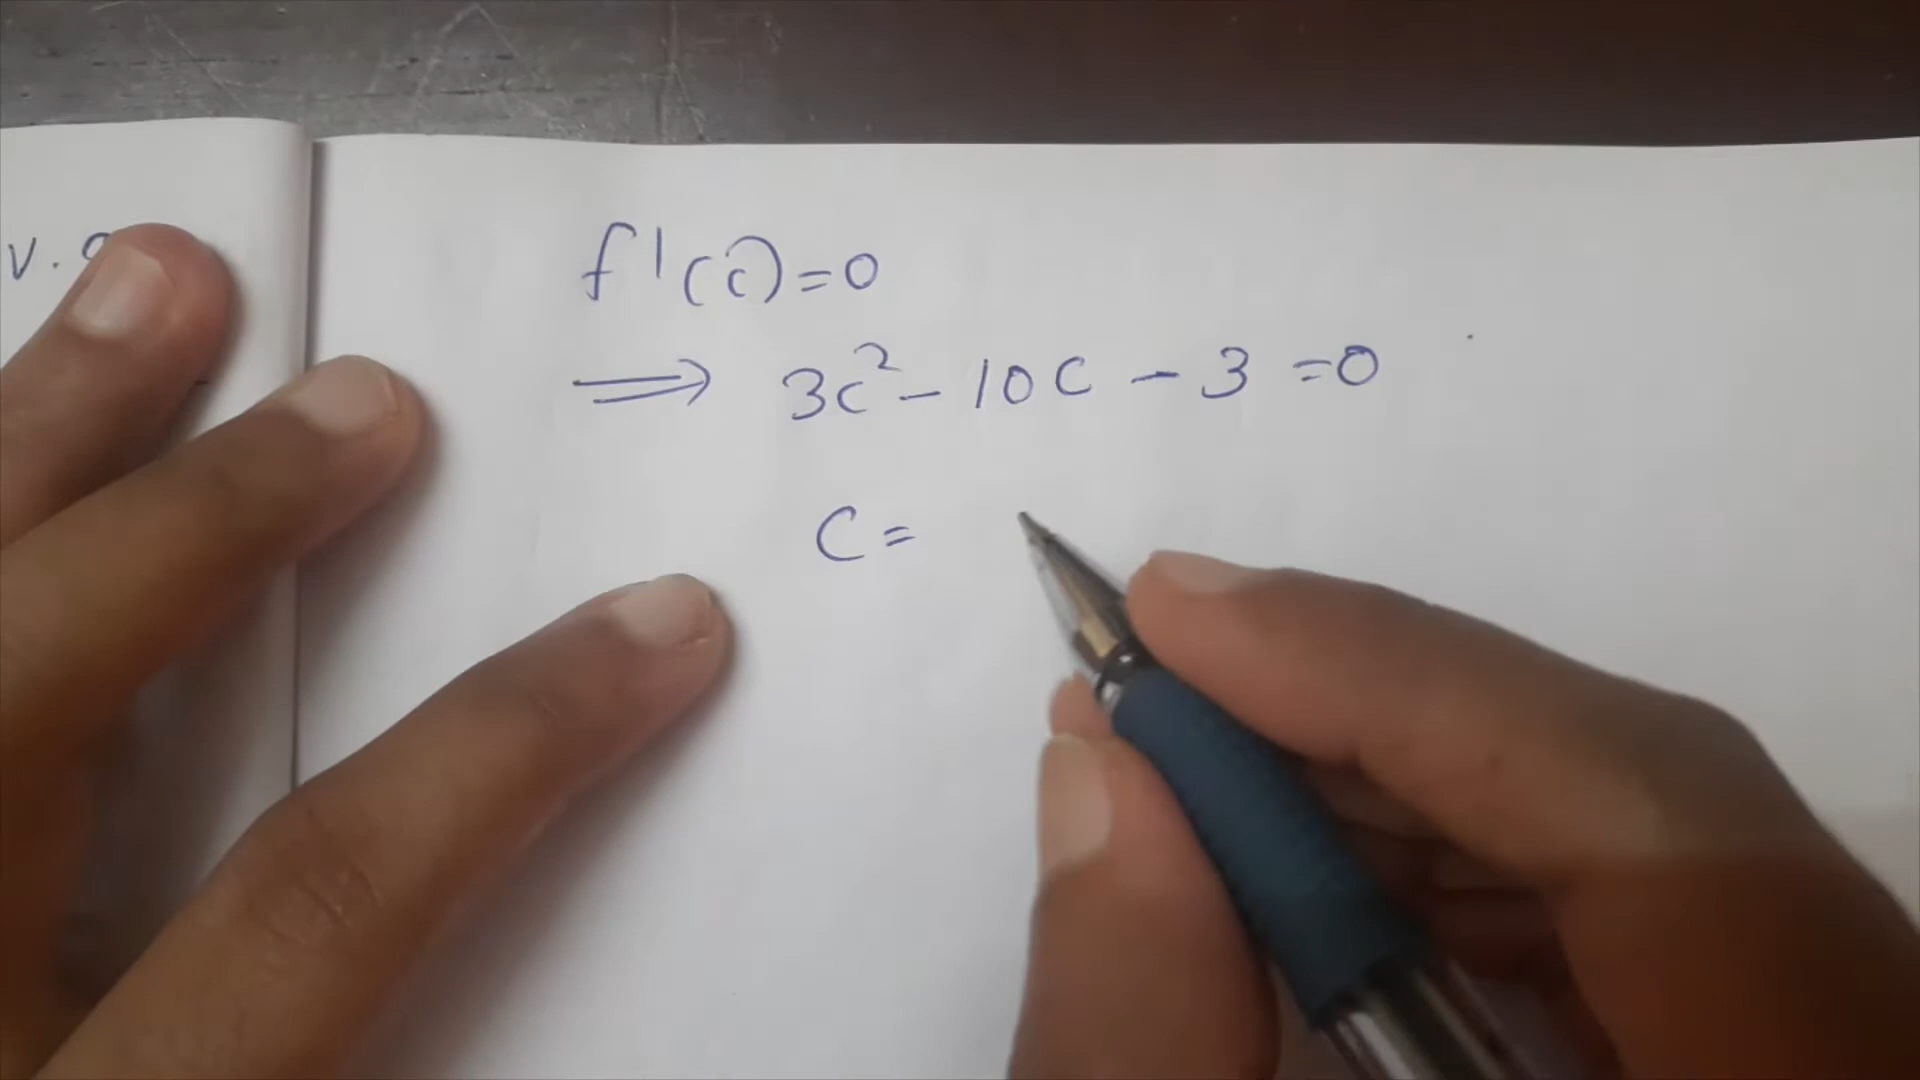 v.
f'(c)=0
⟹ 3c²-10c-3=0
c=